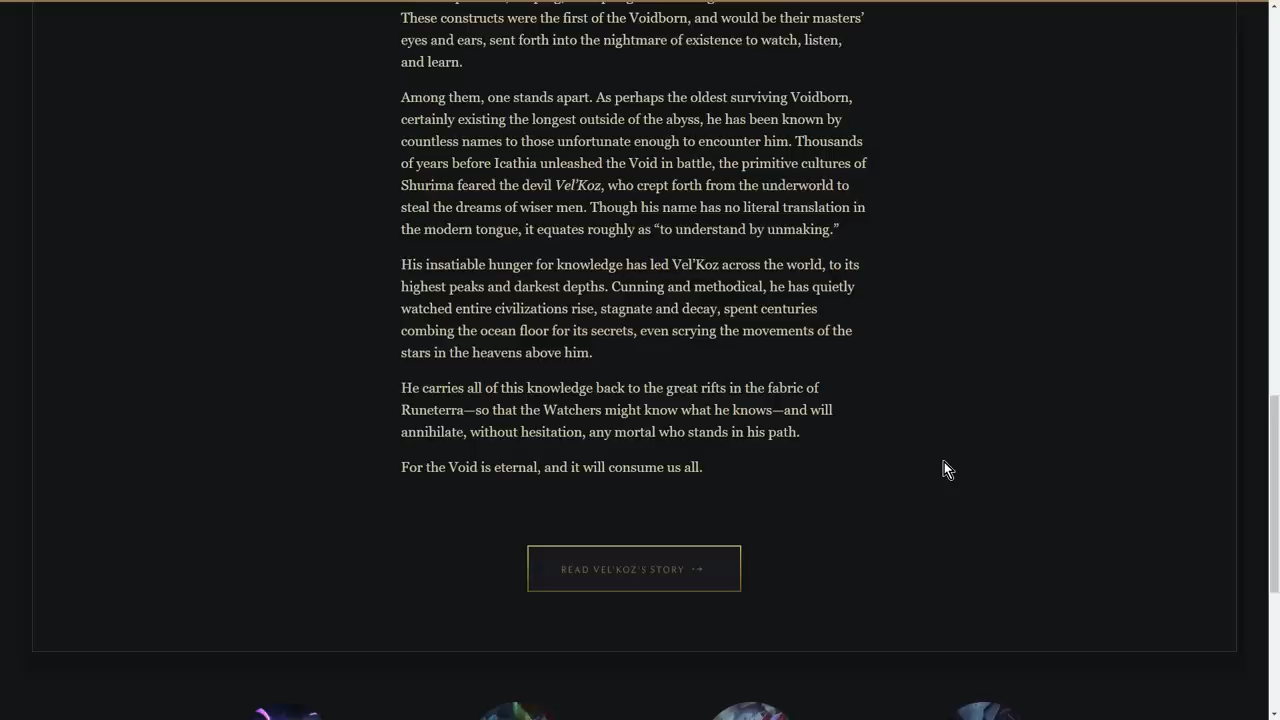 These constructs were the first of the Voidborn, and would be their masters’
eyes and ears, sent forth into the nightmare of existence to watch, listen,
and learn.
Among them, one stands apart. As perhaps the oldest surviving Voidborn,
certainly existing the longest outside of the abyss, he has been known by
countless names to those unfortunate enough to encounter him. Thousands
of years before Icathia unleashed the Void in battle, the primitive cultures of
Shurima feared the devil Vel’Koz, who crept forth from the underworld to
steal the dreams of wiser men. Though his name has no literal translation in
the modern tongue, it equates roughly as “to understand by unmaking.”
His insatiable hunger for knowledge has led Vel’Koz across the world, to its
highest peaks and darkest depths. Cunning and methodical, he has quietly
watched entire civilizations rise, stagnate and decay, spent centuries
combing the ocean floor for its secrets, even scrying the movements of the
stars in the heavens above him.
He carries all of this knowledge back to the great rifts in the fabric of
Runeterra—so that the Watchers might know what he knows—and will
annihilate, without hesitation, any mortal who stands in his path.
For the Void is eternal, and it will consume us all.
READ VEL'KOZ'S STORY